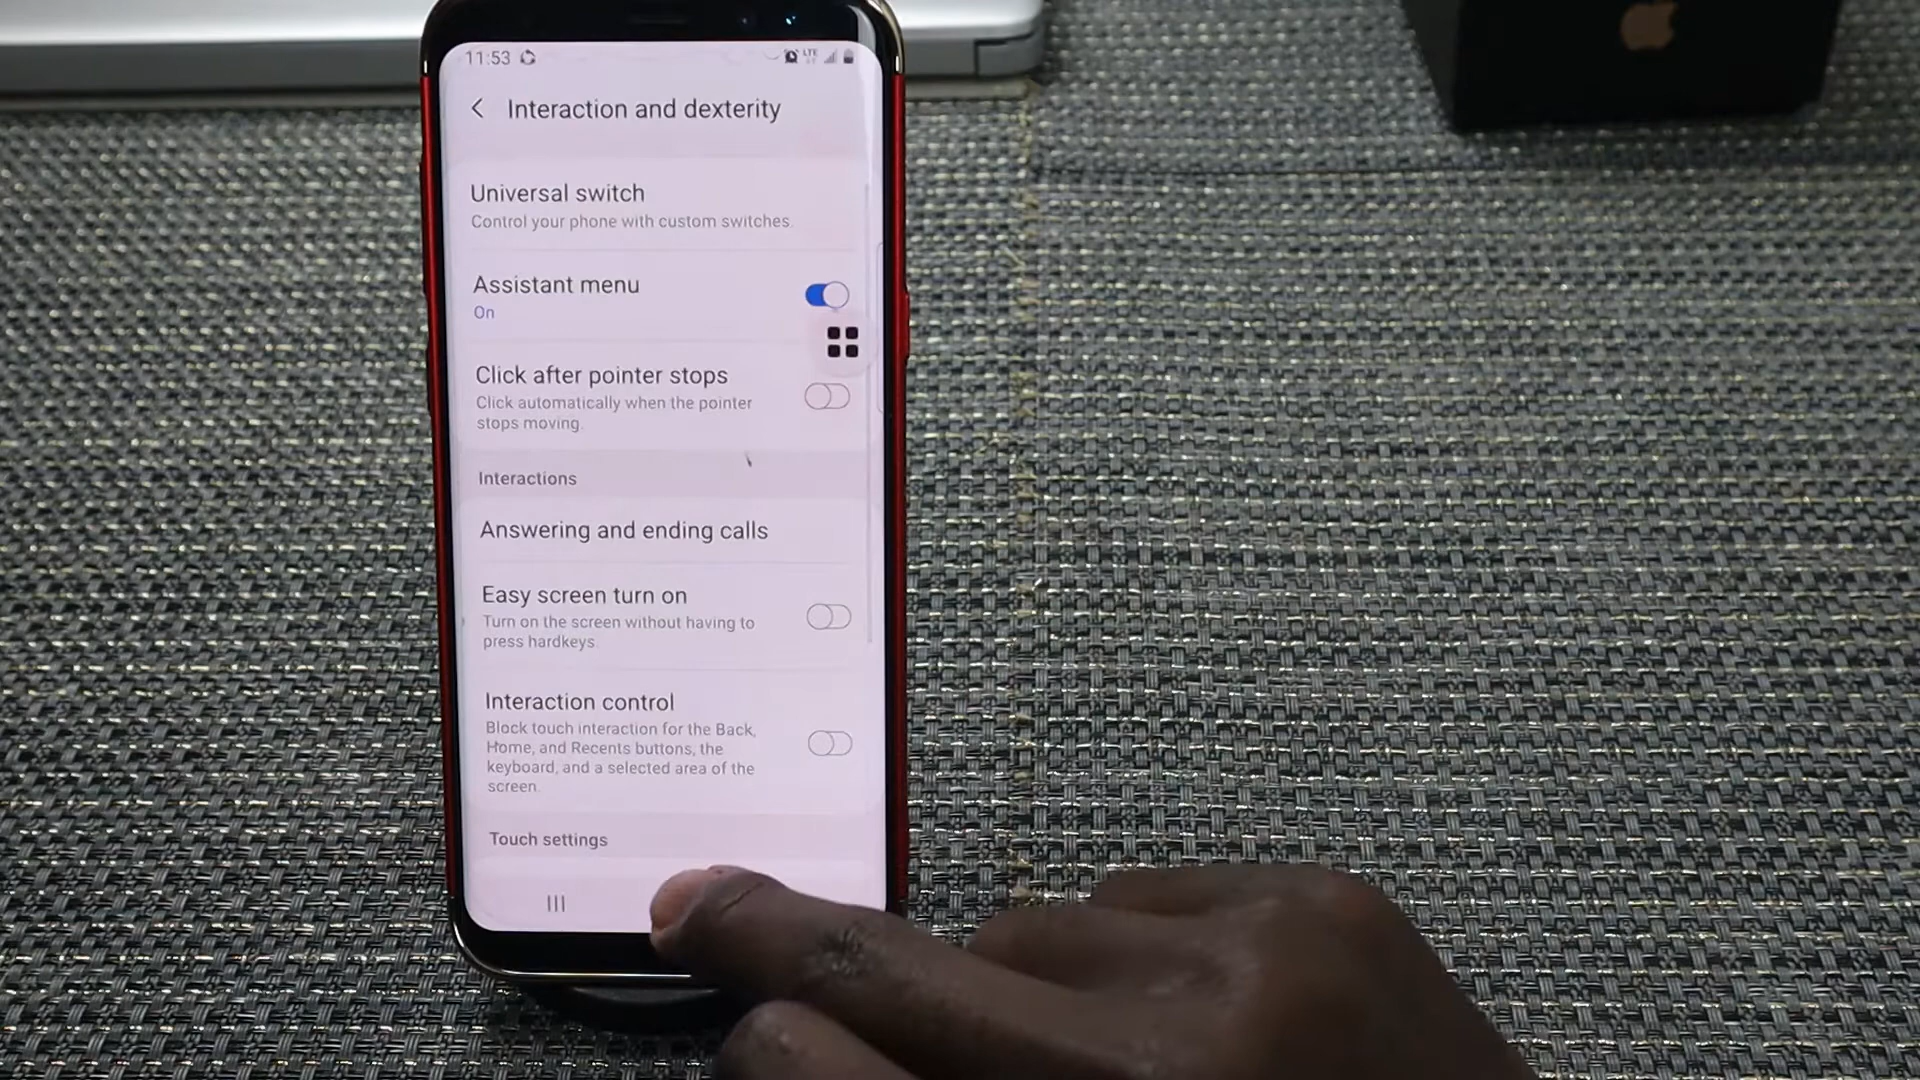 11:53
LTE
Interaction and dexterity
Universal switch
Control your phone with custom switches.
Assistant menu
On
Click after pointer stops
Click automatically when the pointer
stops moving.
Interactions
Answering and ending calls
Easy screen turn on
Turn on the screen without having to
press hardkeys.
Interaction control
Block touch interaction for the Back,
Home, and Recents buttons, the
keyboard, and a selected area of the
screen.
Touch settings